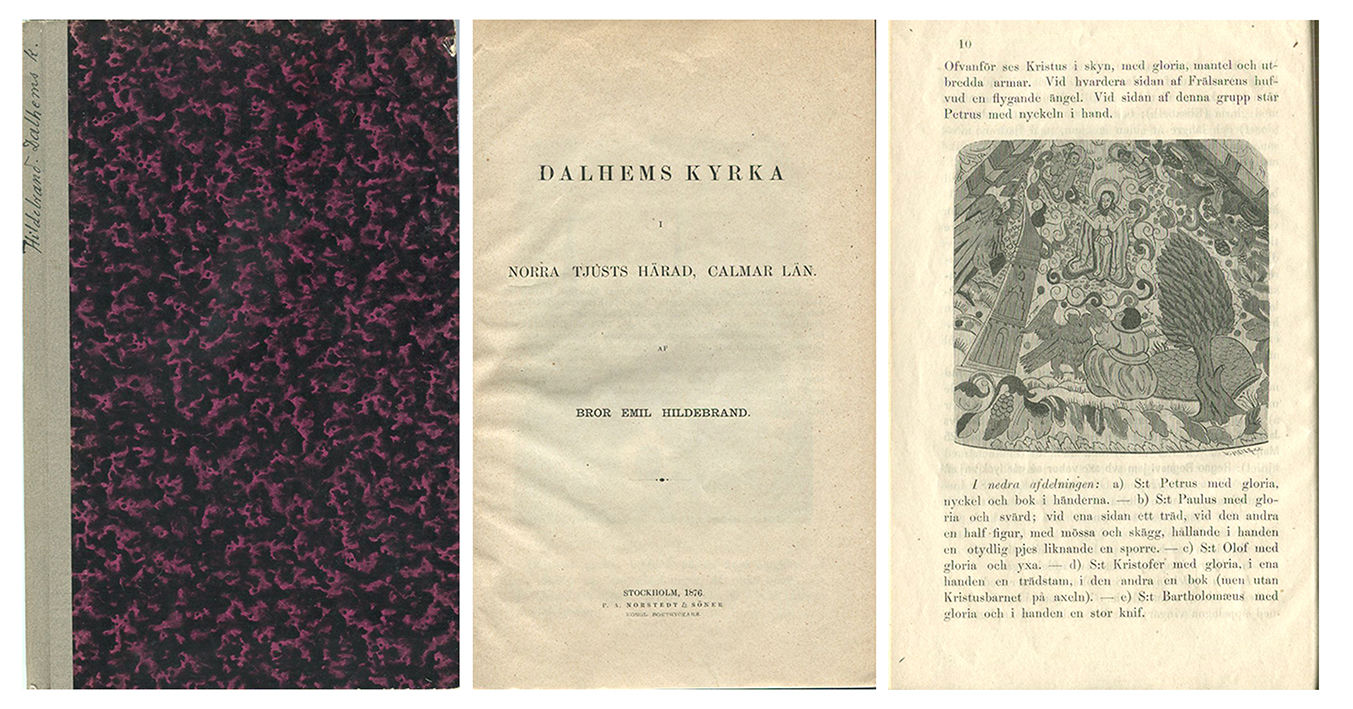 Hildebrand. Dalhems k.
DALHEMS KYRKA
I
NORRA TJUSTS HÄRAD, CALMAR LÄN.
AF
BROR EMIL HILDEBRAND.
STOCKHOLM, 1876.
P. A. NORSTEDT & SÖNER
KONGL. BOKTRYCKARE.
10
Ofvanför ses Kristus i skyn, med gloria, mantel och ut-
bredda armar. Vid hvardera sidan af Frälsarens huf-
vud en flygande ängel. Vid sidan af denna grupp står
Petrus med nyckeln i hand.
I nedra afdelningen: a) S:t Petrus med gloria,
nyckel och bok i händerna. — b) S:t Paulus med glo-
ria och svärd; vid ena sidan ett träd, vid den andra
en half-figur, med mössa och skägg, hållande i handen
en otydlig pjes liknande en sporre. — c) S:t Olof med
gloria och yxa. — d) S:t Kristofer med gloria, i ena
handen en trädstam, i den andra en bok (men utan
Kristusbarnet på axeln). — e) S:t Bartholomæus med
gloria och i handen en stor knif.